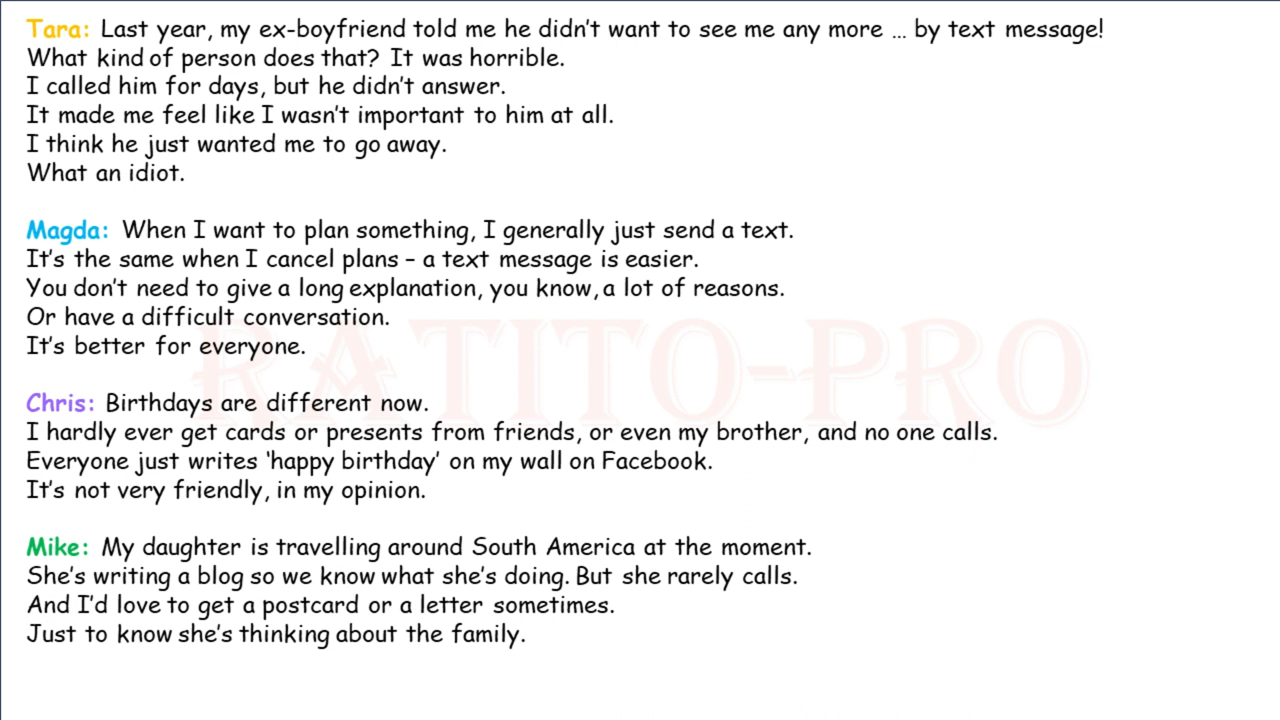 Tara: Last year, my ex-boyfriend told me he didn't want to see me any more … by text message!
What kind of person does that? It was horrible.
I called him for days, but he didn't answer.
It made me feel like I wasn't important to him at all.
I think he just wanted me to go away.
What an idiot.
Magda: When I want to plan something, I generally just send a text.
It's the same when I cancel plans – a text message is easier.
You don't need to give a long explanation, you know, a lot of reasons.
Or have a difficult conversation.
It's better for everyone.
RATITO-PRO
Chris: Birthdays are different now.
I hardly ever get cards or presents from friends, or even my brother, and no one calls.
Everyone just writes ‘happy birthday’ on my wall on Facebook.
It's not very friendly, in my opinion.
Mike: My daughter is travelling around South America at the moment.
She's writing a blog so we know what she's doing. But she rarely calls.
And I'd love to get a postcard or a letter sometimes.
Just to know she's thinking about the family.